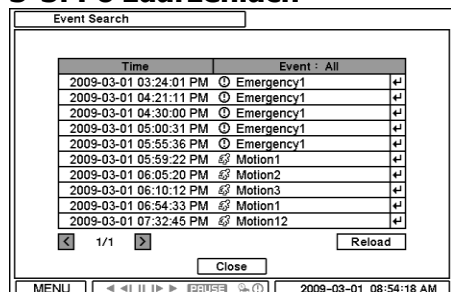 Event Search
Time Event : All
2009-03-01 03:24:01 PM Emergency1
2009-03-01 04:21:11 PM Emergency1
2009-03-01 04:30:00 PM Emergency1
2009-03-01 05:00:31 PM Emergency1
2009-03-01 05:55:36 PM Emergency1
2009-03-01 05:59:22 PM Motion1
2009-03-01 06:05:20 PM Motion2
2009-03-01 06:10:12 PM Motion3
2009-03-01 06:54:33 PM Motion1
2009-03-01 07:32:45 PM Motion12
< 1/1 > Reload
Close
MENU PAUSE 2009-03-01 08:54:18 AM